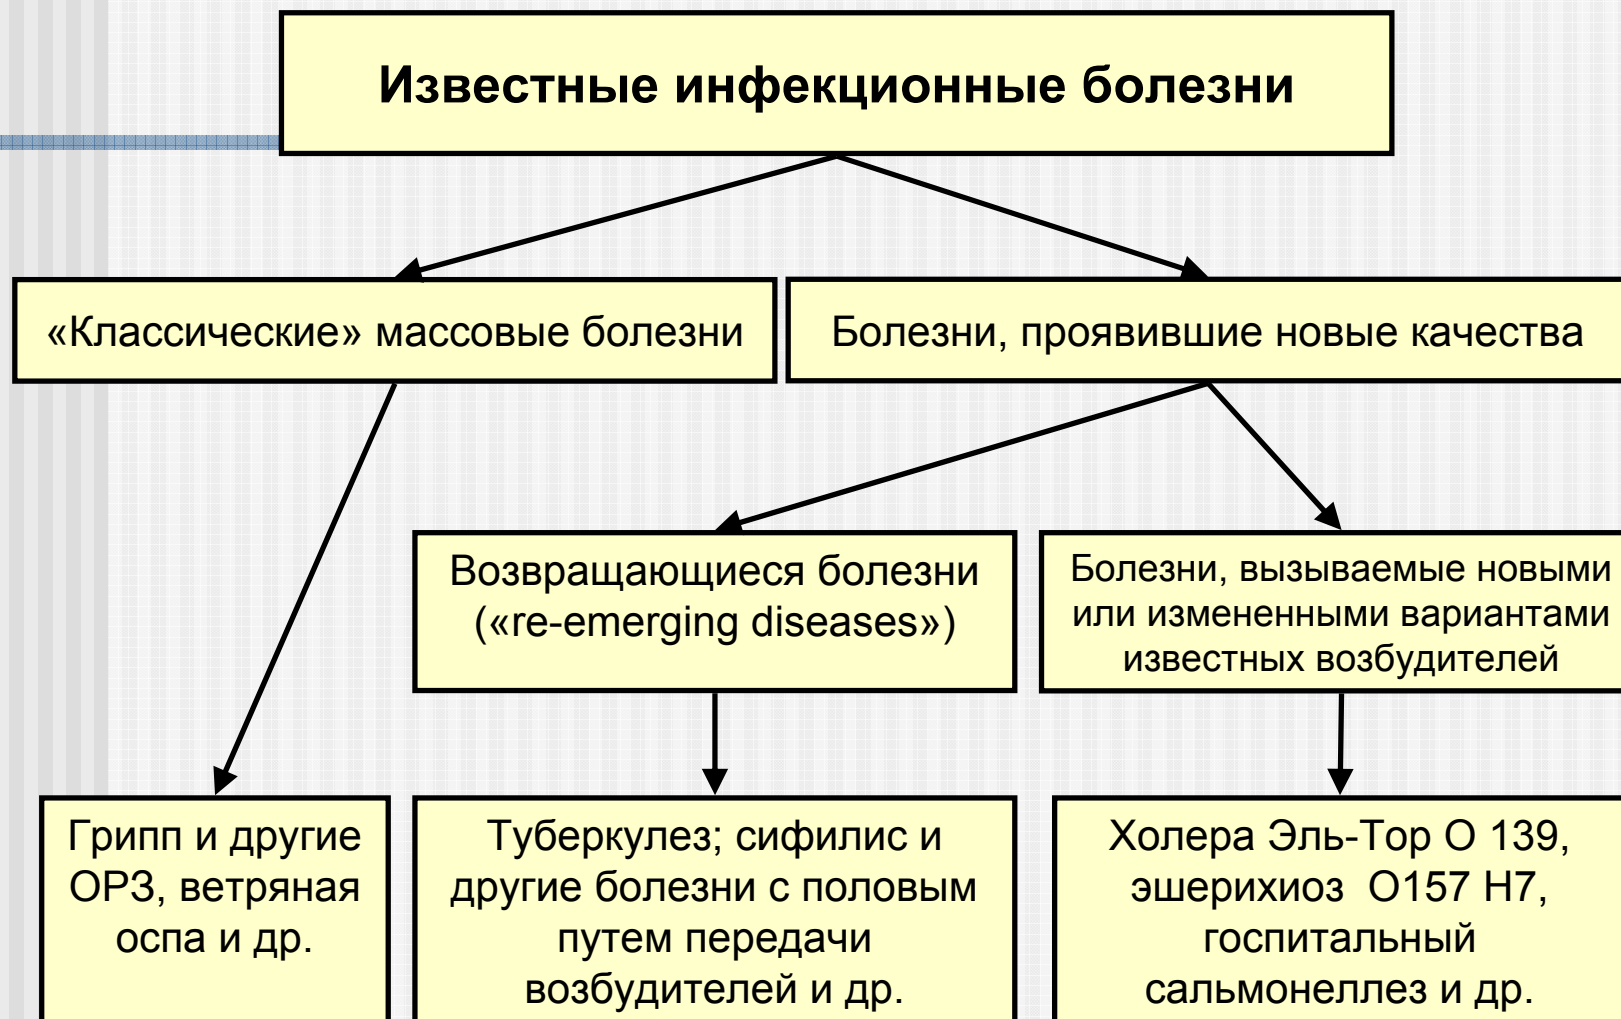 Известные инфекционные болезни
«Классические» массовые болезни
Болезни, проявившие новые качества
Возвращающиеся болезни
(«re-emerging diseases»)
Болезни, вызываемые новыми
или измененными вариантами
известных возбудителей
Грипп и другие
ОРЗ, ветряная
оспа и др.
Туберкулез; сифилис и
другие болезни с половым
путем передачи
возбудителей и др.
Холера Эль-Тор О 139,
эшерихиоз  О157 Н7,
госпитальный
сальмонеллез и др.